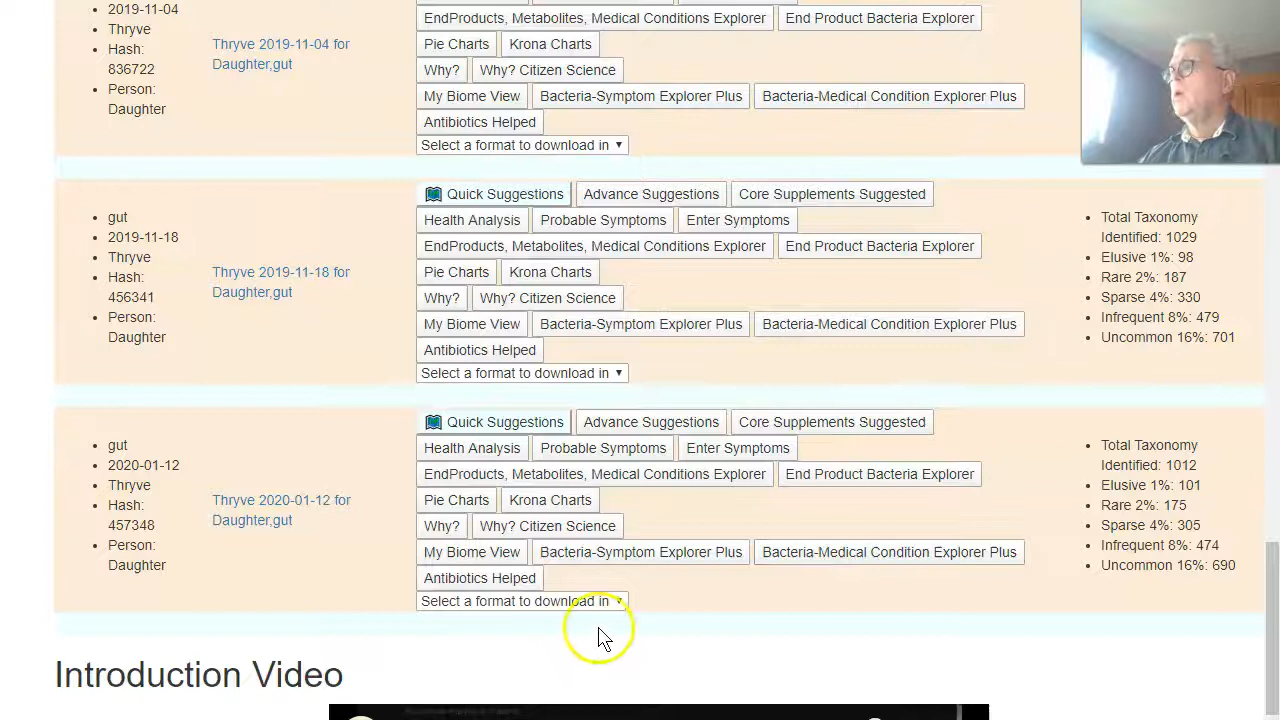 2019-11-04
Thryve
Hash:
836722
Person:
Daughter
Thryve 2019-11-04 for
Daughter,gut
EndProducts, Metabolites, Medical Conditions Explorer
End Product Bacteria Explorer
Pie Charts
Krona Charts
Why?
Why? Citizen Science
My Biome View
Bacteria-Symptom Explorer Plus
Bacteria-Medical Condition Explorer Plus
Antibiotics Helped
Select a format to download in
gut
2019-11-18
Thryve
Hash:
456341
Person:
Daughter
Thryve 2019-11-18 for
Daughter,gut
Quick Suggestions
Advance Suggestions
Core Supplements Suggested
Health Analysis
Probable Symptoms
Enter Symptoms
EndProducts, Metabolites, Medical Conditions Explorer
End Product Bacteria Explorer
Pie Charts
Krona Charts
Why?
Why? Citizen Science
My Biome View
Bacteria-Symptom Explorer Plus
Bacteria-Medical Condition Explorer Plus
Antibiotics Helped
Select a format to download in
Total Taxonomy
Identified: 1029
Elusive 1%: 98
Rare 2%: 187
Sparse 4%: 330
Infrequent 8%: 479
Uncommon 16%: 701
gut
2020-01-12
Thryve
Hash:
457348
Person:
Daughter
Thryve 2020-01-12 for
Daughter,gut
Quick Suggestions
Advance Suggestions
Core Supplements Suggested
Health Analysis
Probable Symptoms
Enter Symptoms
EndProducts, Metabolites, Medical Conditions Explorer
End Product Bacteria Explorer
Pie Charts
Krona Charts
Why?
Why? Citizen Science
My Biome View
Bacteria-Symptom Explorer Plus
Bacteria-Medical Condition Explorer Plus
Antibiotics Helped
Select a format to download in
Total Taxonomy
Identified: 1012
Elusive 1%: 101
Rare 2%: 175
Sparse 4%: 305
Infrequent 8%: 474
Uncommon 16%: 690
Introduction Video